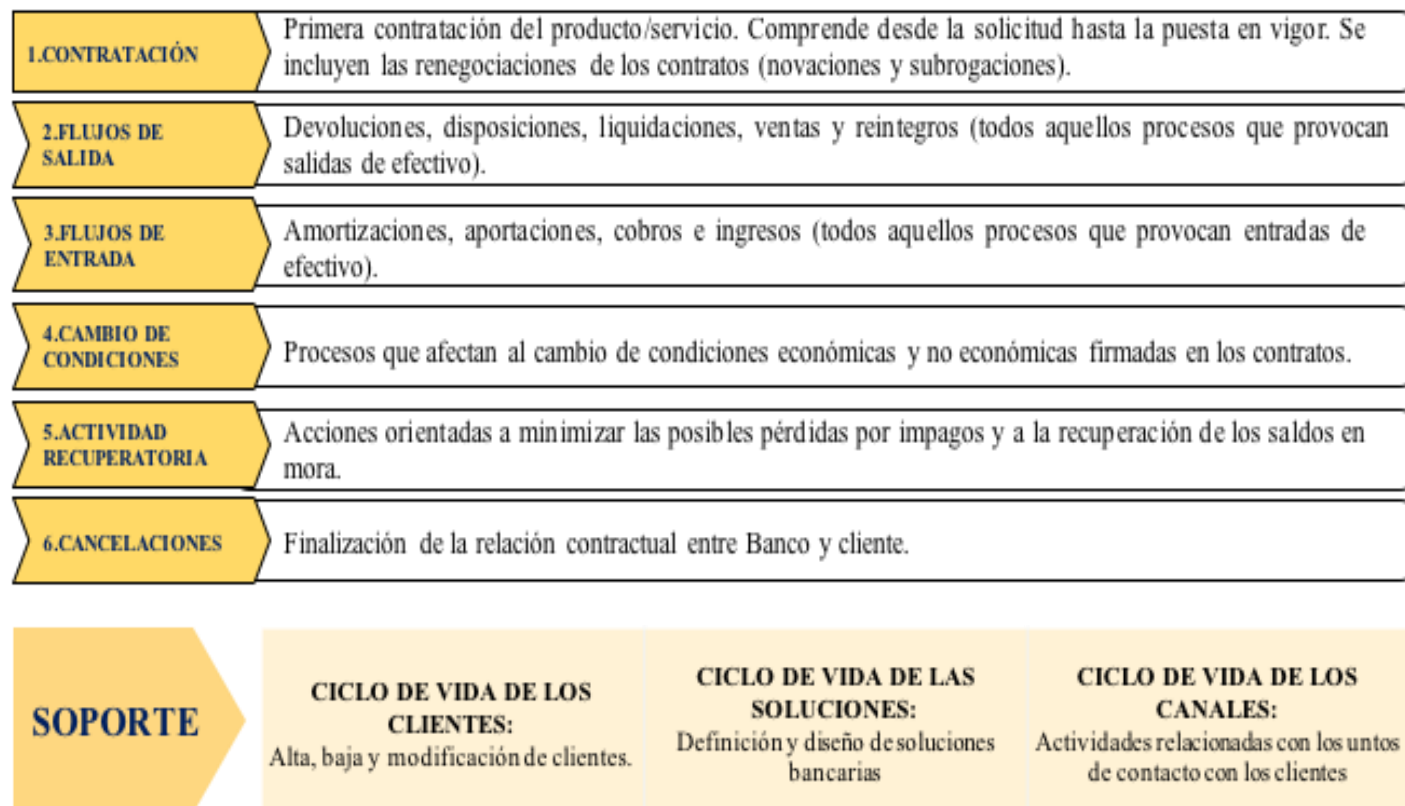 1.CONTRATACIÓN
Primera contratación del producto/servicio. Comprende desde la solicitud hasta la puesta en vigor. Se
incluyen las renegociaciones de los contratos (novaciones y subrogaciones).
2.FLUJOS DE
SALIDA
Devoluciones, disposiciones, liquidaciones, ventas y reintegros (todos aquellos procesos que provocan
salidas de efectivo).
3.FLUJOS DE
ENTRADA
Amortizaciones, aportaciones, cobros e ingresos (todos aquellos procesos que provocan entradas de
efectivo).
4.CAMBIO DE
CONDICIONES
Procesos que afectan al cambio de condiciones económicas y no económicas firmadas en los contratos.
5.ACTIVIDAD
RECUPERATORIA
Acciones orientadas a minimizar las posibles pérdidas por impagos y a la recuperación de los saldos en
mora.
6.CANCELACIONES
Finalización de la relación contractual entre Banco y cliente.
SOPORTE
CICLO DE VIDA DE LOS
CLIENTES:
Alta, baja y modificación de clientes.
CICLO DE VIDA DE LAS
SOLUCIONES:
Definición y diseño de soluciones
bancarias
CICLO DE VIDA DE LOS
CANALES:
Actividades relacionadas con los untos
de contacto con los clientes